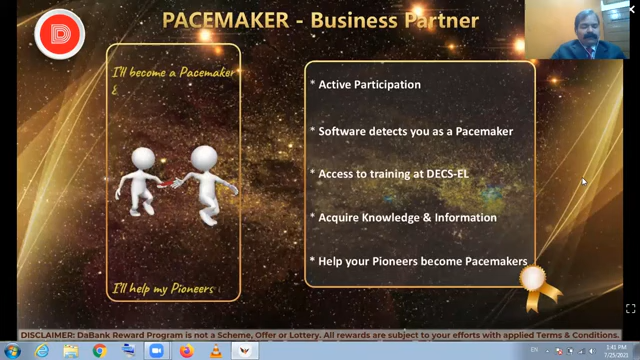 PACEMAKER - Business Partner
D
I'll become a Pacemaker
&
I'll help my Pioneers
* Active Participation
* Software detects you as a Pacemaker
* Access to training at DECS-EL
* Acquire Knowledge & Information
* Help your Pioneers become Pacemakers
DISCLAIMER: DaBank Reward Program is not a Scheme, Offer or Lottery. All rewards are subject to your efforts with applied Terms & Conditions.
EN
1:41 PM
7/25/2021